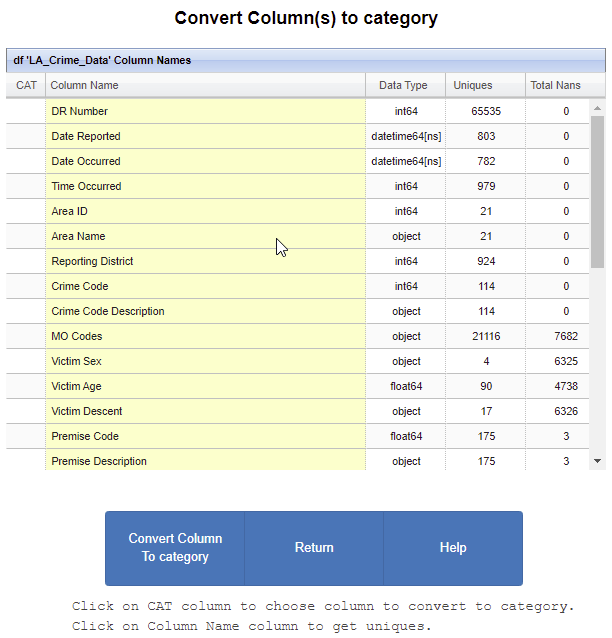 Convert Column(s) to category
df 'LA_Crime_Data' Column Names
CAT Column Name Data Type Uniques Total Nans
DR Number int64 65535 0
Date Reported datetime64[ns] 803 0
Date Occurred datetime64[ns] 782 0
Time Occurred int64 979 0
Area ID int64 21 0
Area Name object 21 0
Reporting District int64 924 0
Crime Code int64 114 0
Crime Code Description object 114 0
MO Codes object 21116 7682
Victim Sex object 4 6325
Victim Age float64 90 4738
Victim Descent object 17 6326
Premise Code float64 175 3
Premise Description object 175 3
Convert Column
To category
Return
Help
Click on CAT column to choose column to convert to category.
Click on Column Name column to get uniques.